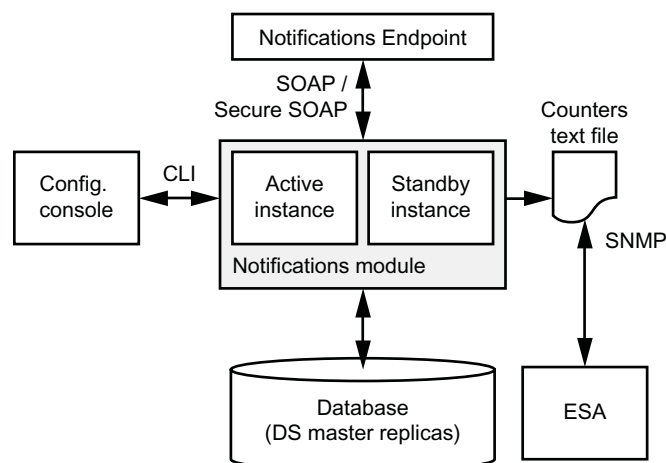 Notifications Endpoint
SOAP /
Secure SOAP
Counters
text file
Config.
console
CLI
Active
instance
Standby
instance
Notifications module
SNMP
Database
(DS master replicas)
ESA